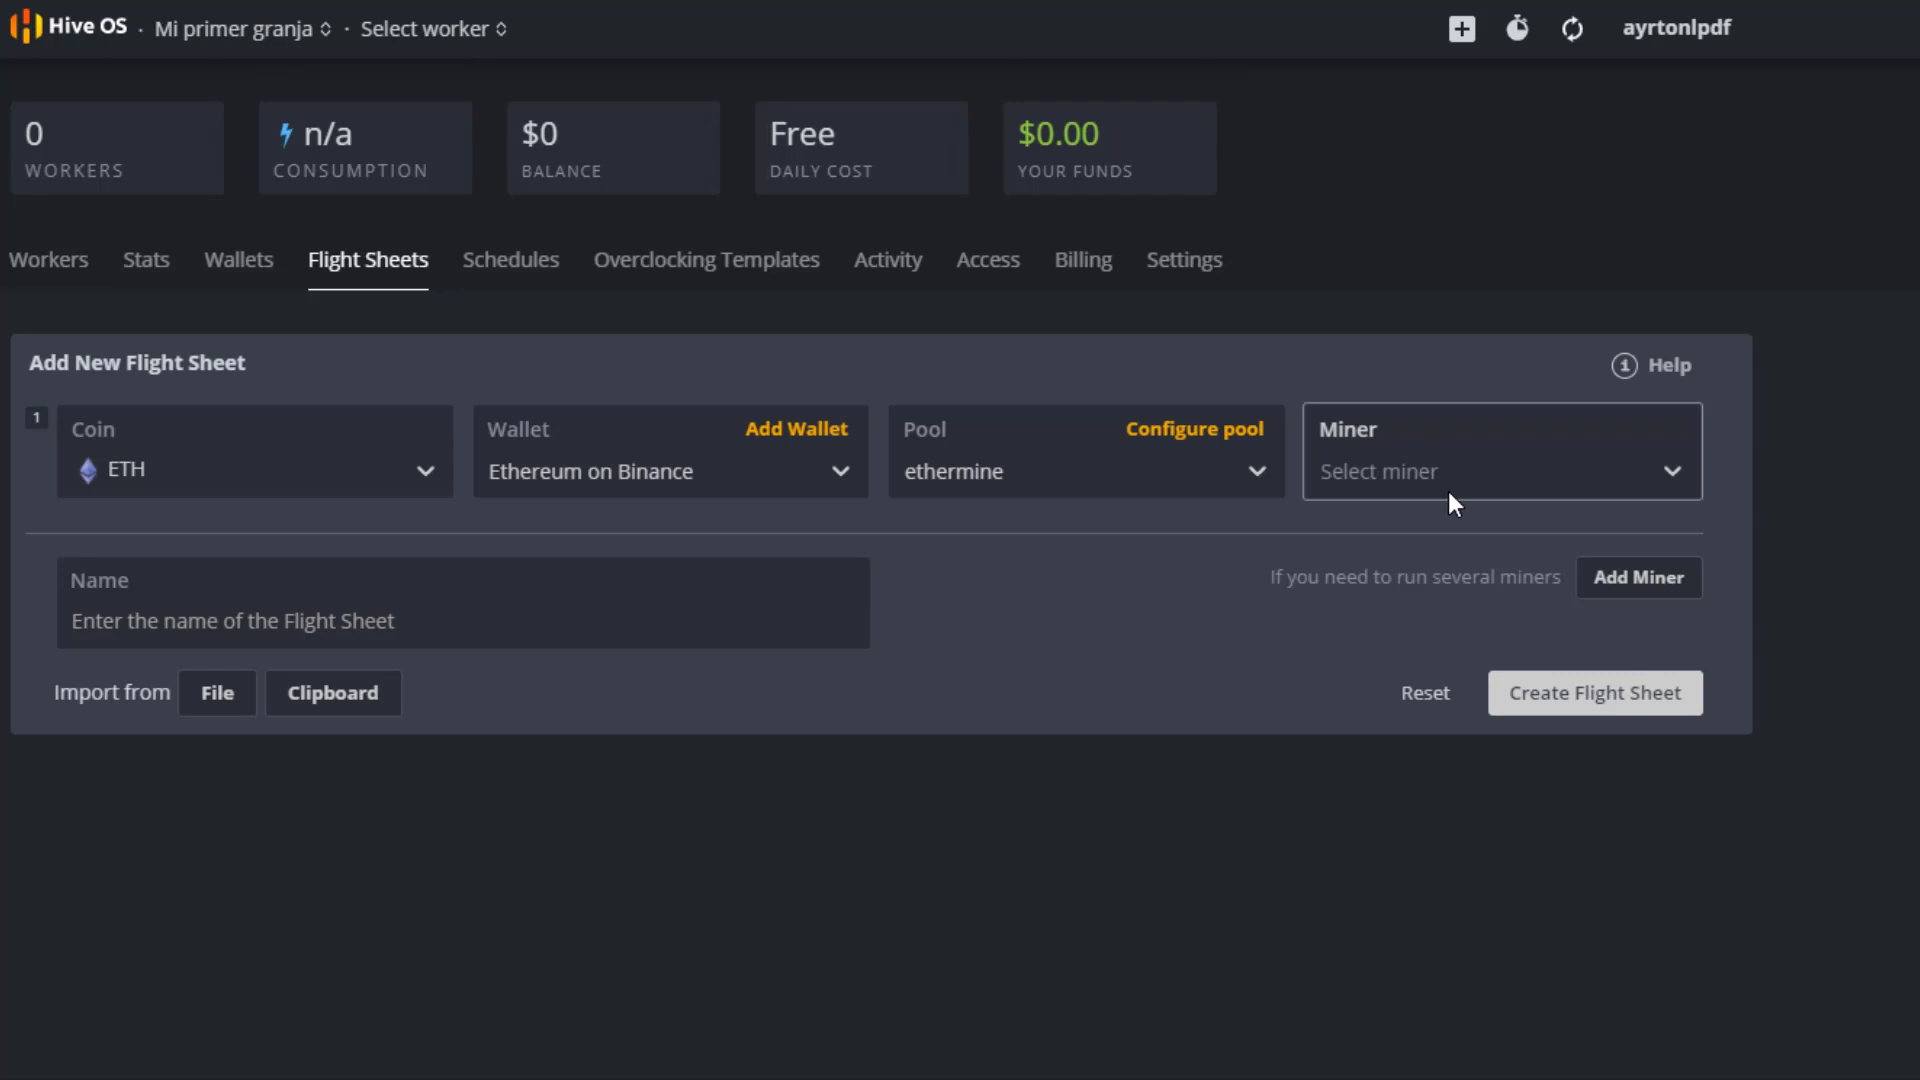 Hive OS · Mi primer granja · Select worker ayrtonlpdf
0 n/a $0 Free $0.00
WORKERS CONSUMPTION BALANCE DAILY COST YOUR FUNDS
Workers Stats Wallets Flight Sheets Schedules Overclocking Templates Activity Access Billing Settings
Add New Flight Sheet Help
1 Coin Wallet Add Wallet Pool Configure pool Miner
ETH Ethereum on Binance ethermine Select miner
Name If you need to run several miners Add Miner
Enter the name of the Flight Sheet
Import from File Clipboard Reset Create Flight Sheet